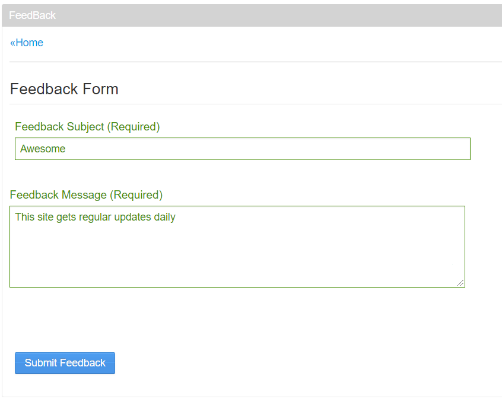 FeedBack
«Home
Feedback Form
Feedback Subject (Required)
Awesome
Feedback Message (Required)
This site gets regular updates daily
Submit Feedback